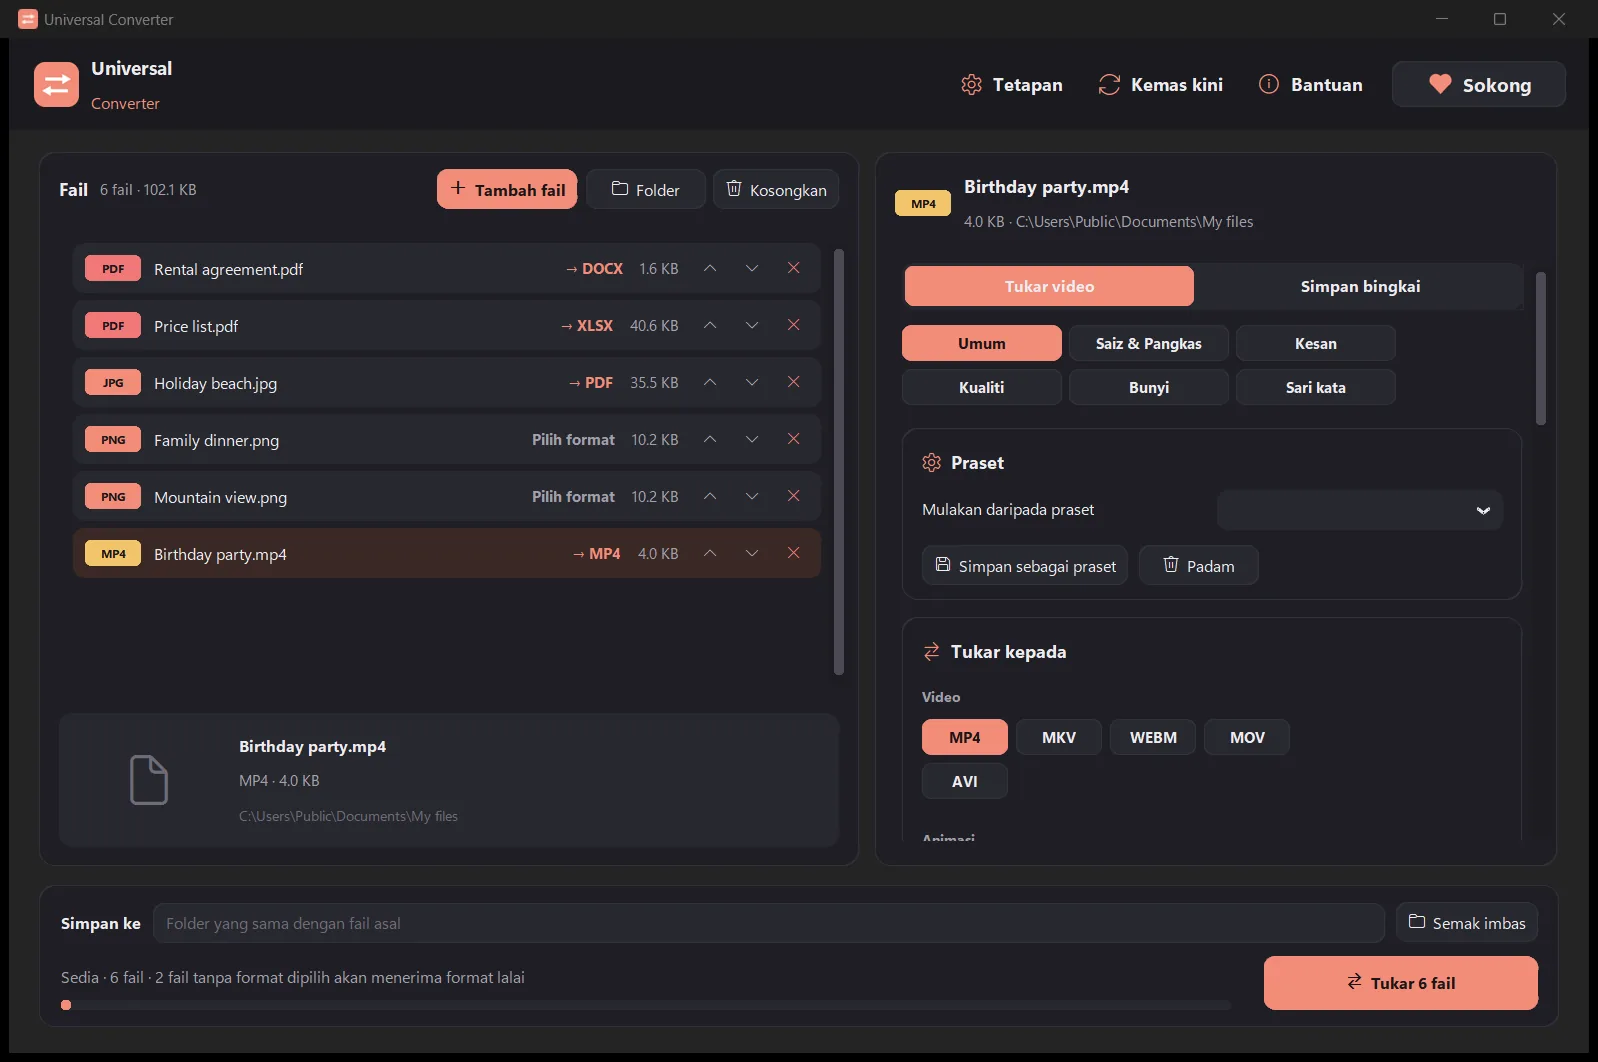 Universal Converter
Universal
Converter
Tetapan
Kemas kini
Bantuan
Sokong
Fail 6 fail · 102.1 KB
Tambah fail
Folder
Kosongkan
PDF Rental agreement.pdf → DOCX 1.6 KB
PDF Price list.pdf → XLSX 40.6 KB
JPG Holiday beach.jpg → PDF 35.5 KB
PNG Family dinner.png Pilih format 10.2 KB
PNG Mountain view.png Pilih format 10.2 KB
MP4 Birthday party.mp4 → MP4 4.0 KB
Birthday party.mp4
MP4 · 4.0 KB
C:\Users\Public\Documents\My files
MP4
Birthday party.mp4
4.0 KB · C:\Users\Public\Documents\My files
Tukar video
Simpan bingkai
Umum
Saiz & Pangkas
Kesan
Kualiti
Bunyi
Sari kata
Praset
Mulakan daripada praset
Simpan sebagai praset
Padam
Tukar kepada
Video
MP4
MKV
WEBM
MOV
AVI
Animasi
Simpan ke
Folder yang sama dengan fail asal
Semak imbas
Sedia · 6 fail · 2 fail tanpa format dipilih akan menerima format lalai
Tukar 6 fail